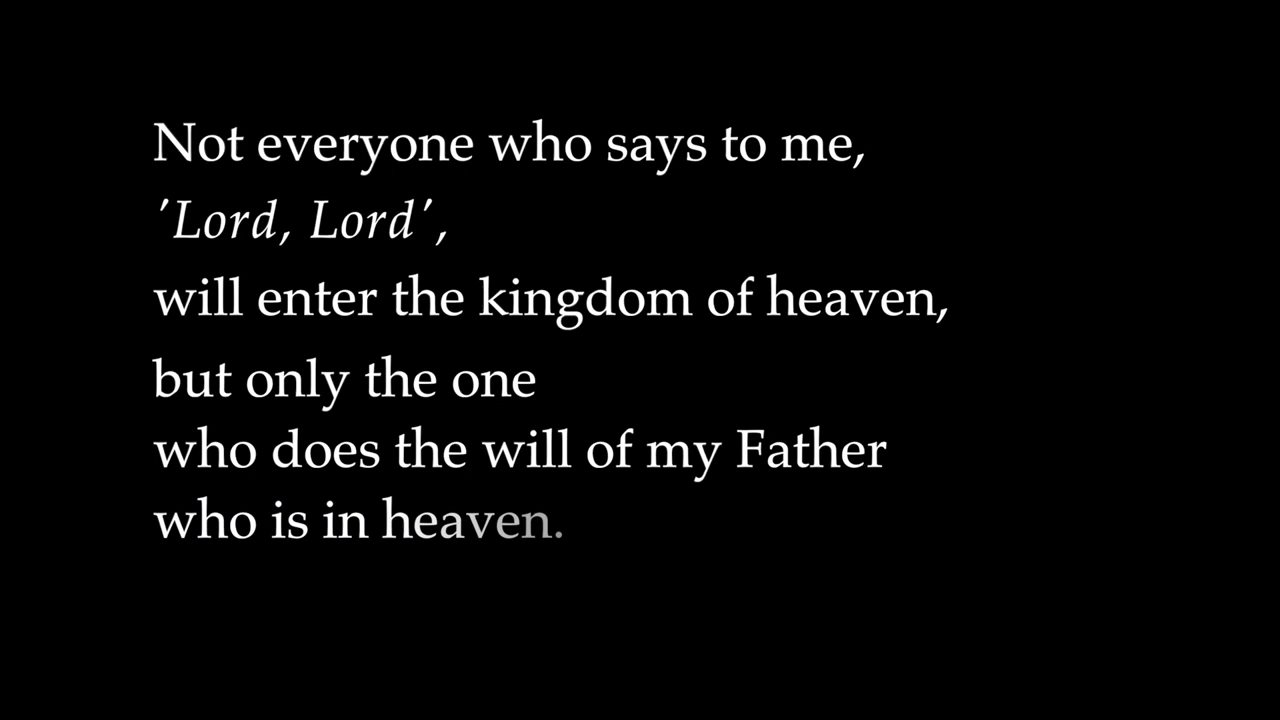 Not everyone who says to me,
'Lord, Lord',
will enter the kingdom of heaven,
but only the one
who does the will of my Father
who is in heaven.